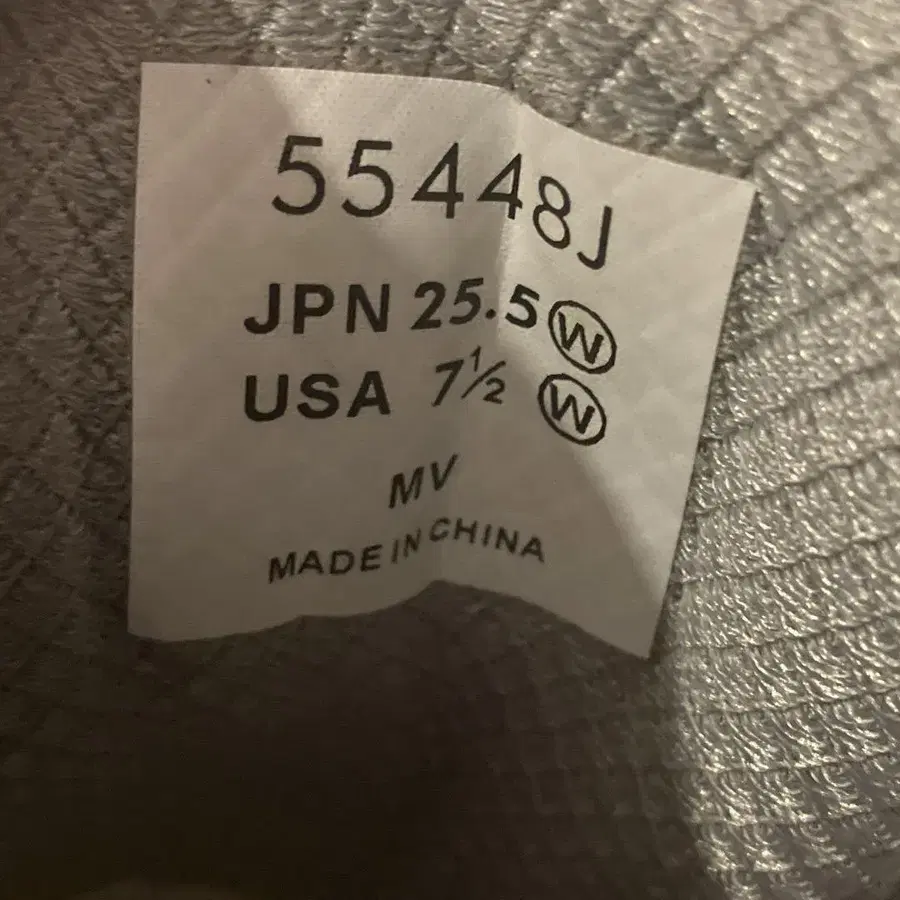 55448J
JPN 25.5 Ⓦ
USA 7½ Ⓦ
MV
MADE IN CHINA